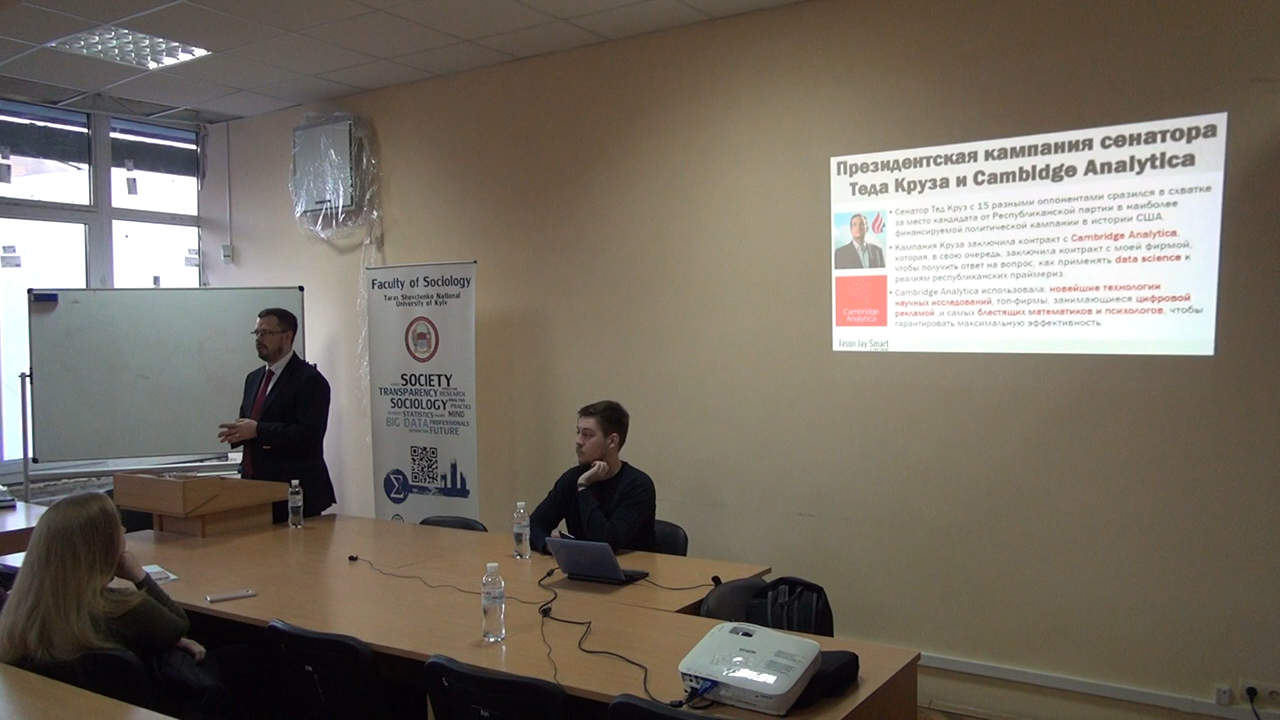 Президентская кампания сенатора
Теда Круза и Cambidge Analytica
• Сенатор Тед Круз с 15 разными оппонентами сразился в схватке
за место кандидата от Республиканской партии в наиболее
финансируемой политической кампании в истории США.
• Кампания Круза заключила контракт с Cambridge Analytica,
которая, в свою очередь, заключила контракт с моей фирмой,
чтобы получить ответ на вопрос, как применять data science к
реалиям республиканских праймериз.
• Cambridge Analytica использовала: новейшие технологии
научных исследований, топ-фирмы, занимающиеся цифровой
рекламой ,и самых блестящих математиков и психологов, чтобы
гарантировать максимальную эффективность.
Cambridge
Analytica
Jason Jay Smart
Faculty of Sociology
Taras Shevchenko National
University of Kyiv
SOCIETY
TRANSPARENCY RESEARCH
SOCIOLOGY PRACTICE
STATISTICS MIND
BIG DATA PROFESSIONALS
FUTURE
Σ
EPSON